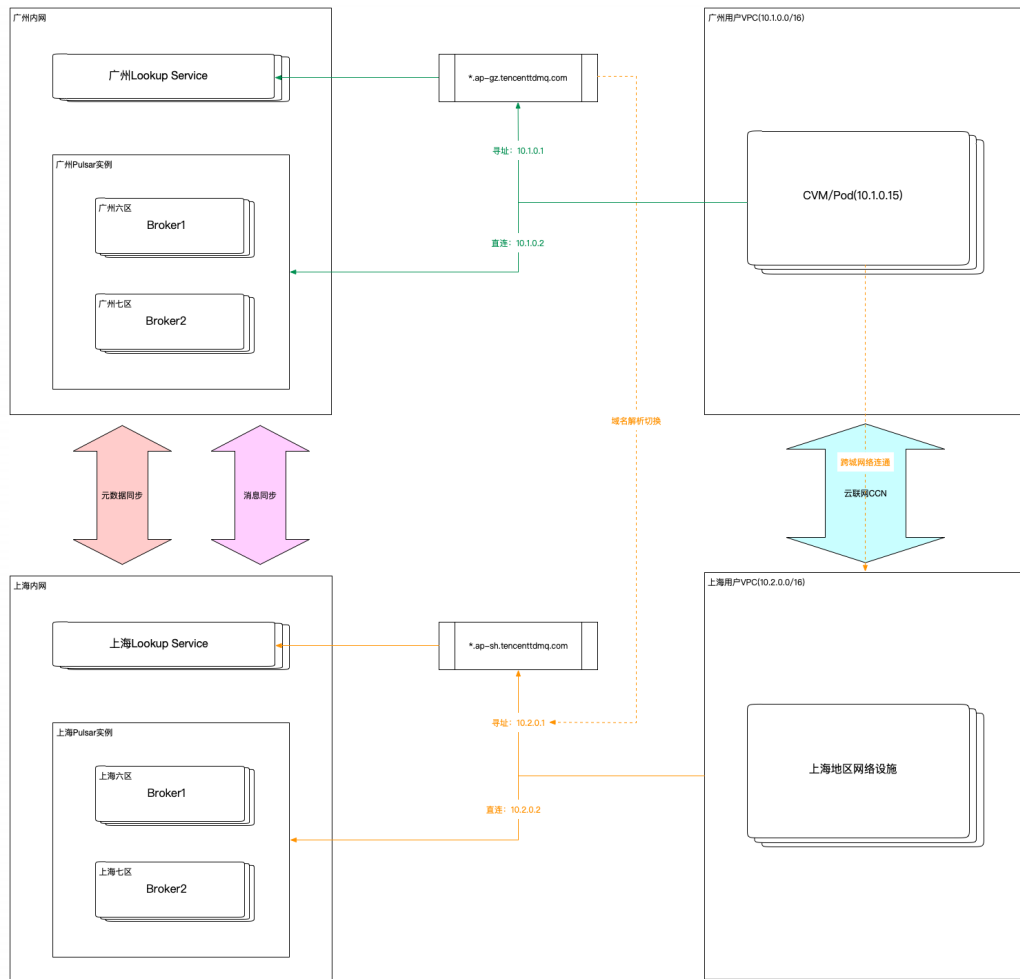 广州内网
广州用户VPC(10.1.0.0/16)
广州Lookup Service
*.ap-gz.tencenttdmq.com
寻址：10.1.0.1
广州Pulsar实例
CVM/Pod(10.1.0.15)
广州六区
Broker1
直连：10.1.0.2
广州七区
Broker2
域名解析切换
跨城网络连通
元数据同步
消息同步
云联网CCN
上海内网
上海用户VPC(10.2.0.0/16)
上海Lookup Service
*.ap-sh.tencenttdmq.com
寻址：10.2.0.1
上海Pulsar实例
上海六区
Broker1
上海地区网络设施
直连：10.2.0.2
上海七区
Broker2